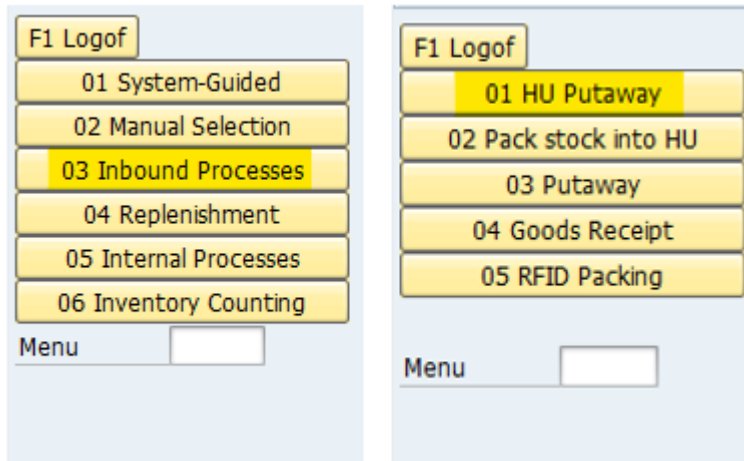 F1 Logof
01 System-Guided
02 Manual Selection
03 Inbound Processes
04 Replenishment
05 Internal Processes
06 Inventory Counting
Menu
F1 Logof
01 HU Putaway
02 Pack stock into HU
03 Putaway
04 Goods Receipt
05 RFID Packing
Menu